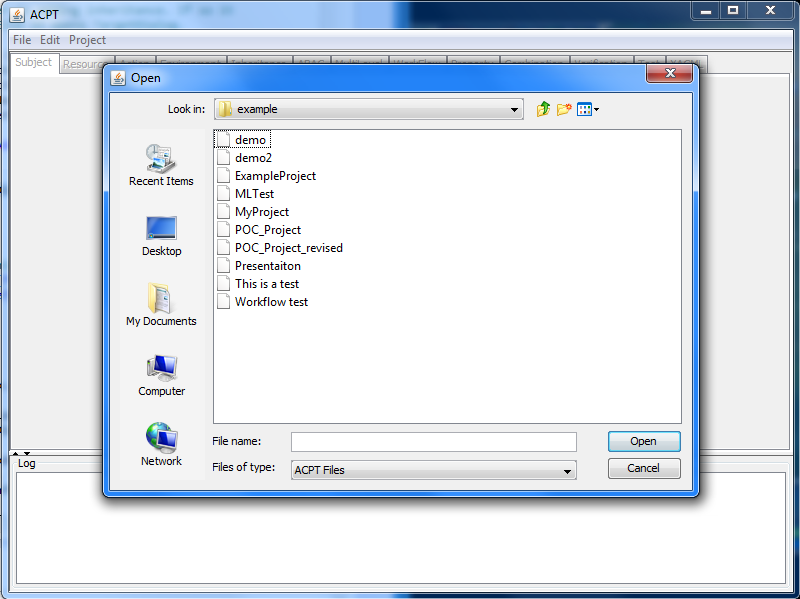 ACPT
File Edit Project
Subject
Open
Look in: example
demo
demo2
ExampleProject
MLTest
MyProject
POC_Project
POC_Project_revised
Presentaiton
This is a test
Workflow test
Recent Items
Desktop
My Documents
Computer
Network
File name:
Open
Files of type: ACPT Files
Cancel
Log